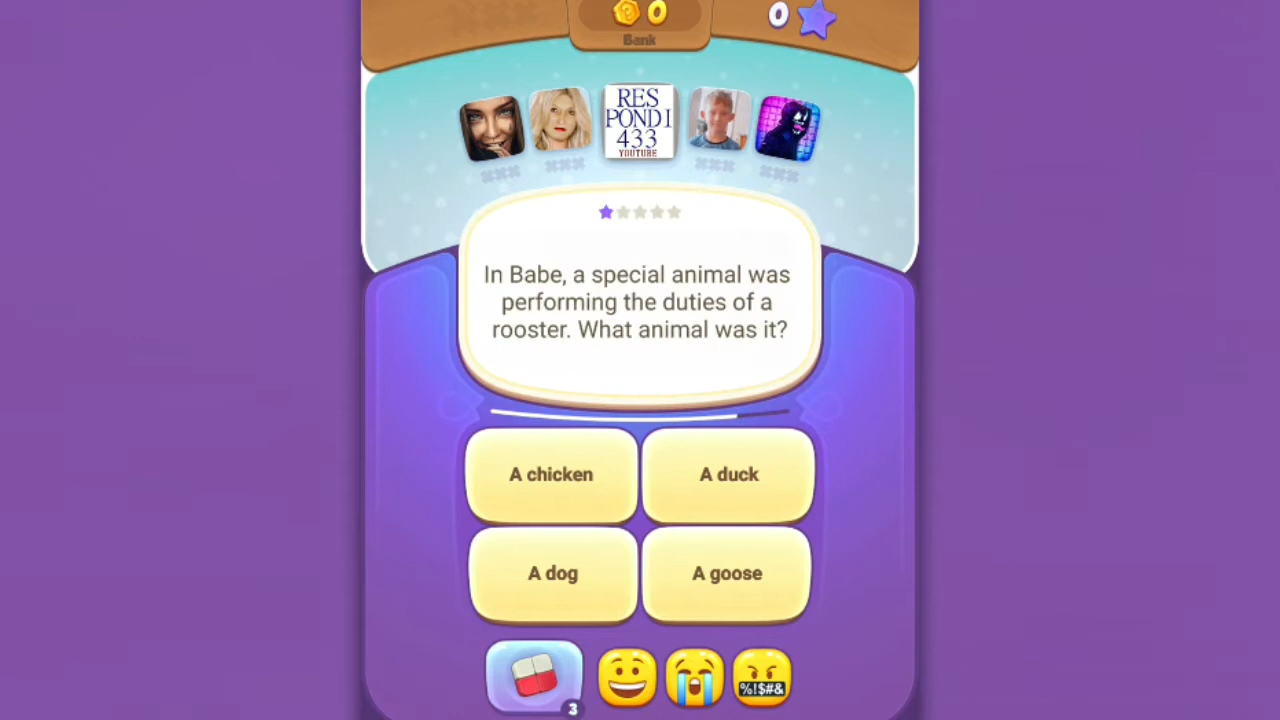 0
0
Bank
RES
PONDI
433
YOUTUBE
In Babe, a special animal was
performing the duties of a
rooster. What animal was it?
A chicken
A duck
A dog
A goose
3
%!$#&